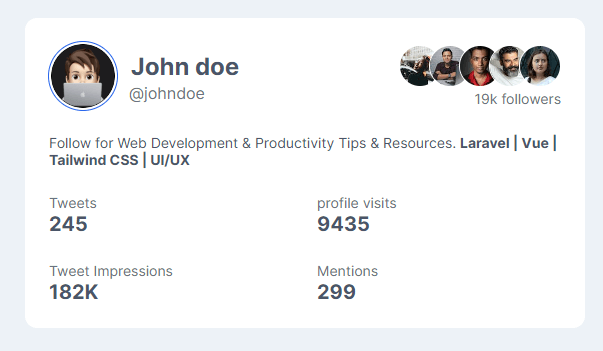 John doe
@johndoe
19k followers
Follow for Web Development & Productivity Tips & Resources. Laravel | Vue |
Tailwind CSS | UI/UX
Tweets
245
profile visits
9435
Tweet Impressions
182K
Mentions
299